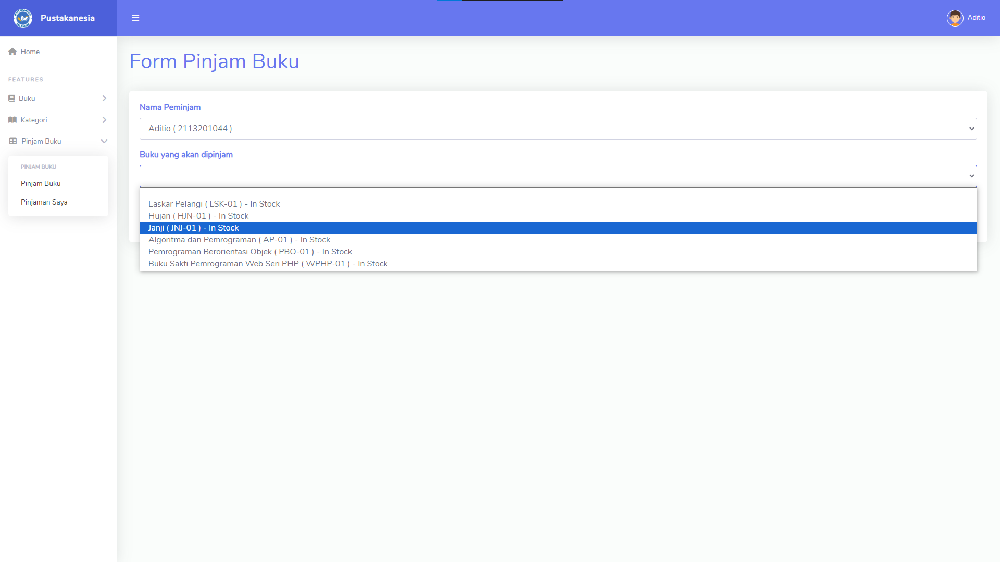 Pustakanesia
Aditio
Home
FEATURES
Buku
Kategori
Pinjam Buku
PINJAM BUKU
Pinjam Buku
Pinjaman Saya
Form Pinjam Buku
Nama Peminjam
Aditio ( 2113201044 )
Buku yang akan dipinjam
Laskar Pelangi ( LSK-01 ) - In Stock
Hujan ( HJN-01 ) - In Stock
Janji ( JNJ-01 ) - In Stock
Algoritma dan Pemrograman ( AP-01 ) - In Stock
Pemrograman Berorientasi Objek ( PBO-01 ) - In Stock
Buku Sakti Pemrograman Web Seri PHP ( WPHP-01 ) - In Stock